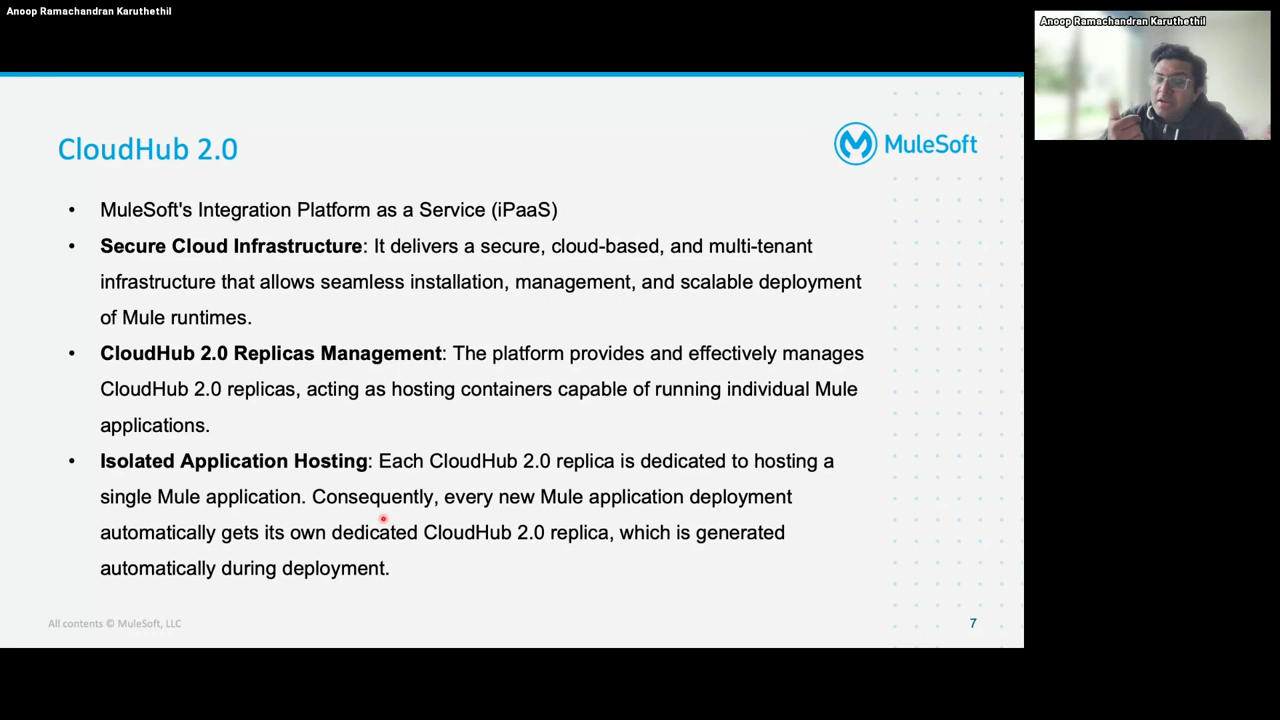 Anoop Ramachandran Karuthethil
Anoop Ramachandran Karuthethil
CloudHub 2.0
MuleSoft
• MuleSoft's Integration Platform as a Service (iPaaS)
• Secure Cloud Infrastructure: It delivers a secure, cloud-based, and multi-tenant
infrastructure that allows seamless installation, management, and scalable deployment
of Mule runtimes.
• CloudHub 2.0 Replicas Management: The platform provides and effectively manages
CloudHub 2.0 replicas, acting as hosting containers capable of running individual Mule
applications.
• Isolated Application Hosting: Each CloudHub 2.0 replica is dedicated to hosting a
single Mule application. Consequently, every new Mule application deployment
automatically gets its own dedicated CloudHub 2.0 replica, which is generated
automatically during deployment.
All contents © MuleSoft, LLC
7